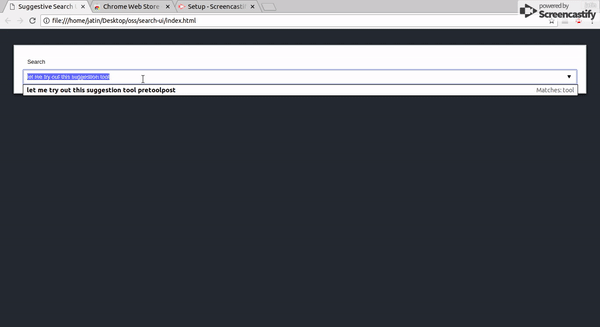 Suggestive Search
Chrome Web Store
Setup - Screencastif
powered by
Screencastify
file:///home/jatin/Desktop/oss/search-ui/index.html
Search
let me try out this suggestion tool
let me try out this suggestion tool pretoolpost
Matches: tool